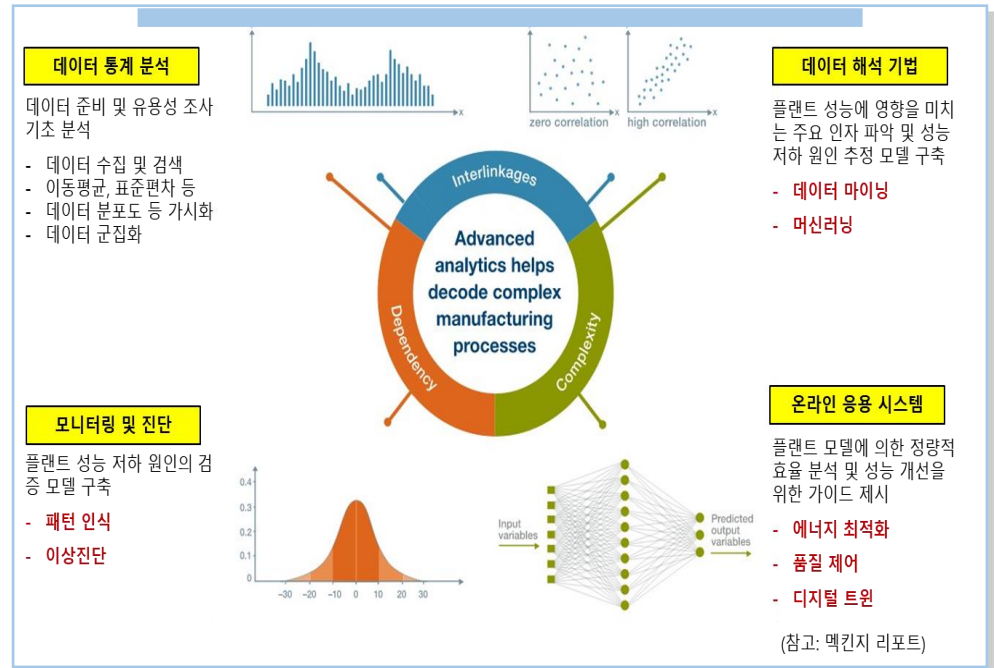 데이터 통계 분석
데이터 준비 및 유용성 조사
기초 분석
- 데이터 수집 및 검색
- 이동평균, 표준편차 등
- 데이터 분포도 등 가시화
- 데이터 군집화
x
x
x
zero correlation
high correlation
데이터 해석 기법
플랜트 성능에 영향을 미치
는 주요 인자 파악 및 성능
저하 원인 추정 모델 구축
- 데이터 마이닝
- 머신러닝
Interlinkages
Dependency
Complexity
Advanced
analytics helps
decode complex
manufacturing
processes
모니터링 및 진단
플랜트 성능 저하 원인의 검
증 모델 구축
- 패턴 인식
- 이상진단
0.4
0.3
0.2
0.1
0
-30 -20 -10 0 10 20 30
Input
variables
Predicted
output
variables
온라인 응용 시스템
플랜트 모델에 의한 정량적
효율 분석 및 성능 개선을
위한 가이드 제시
- 에너지 최적화
- 품질 제어
- 디지털 트윈
(참고: 멕킨지 리포트)